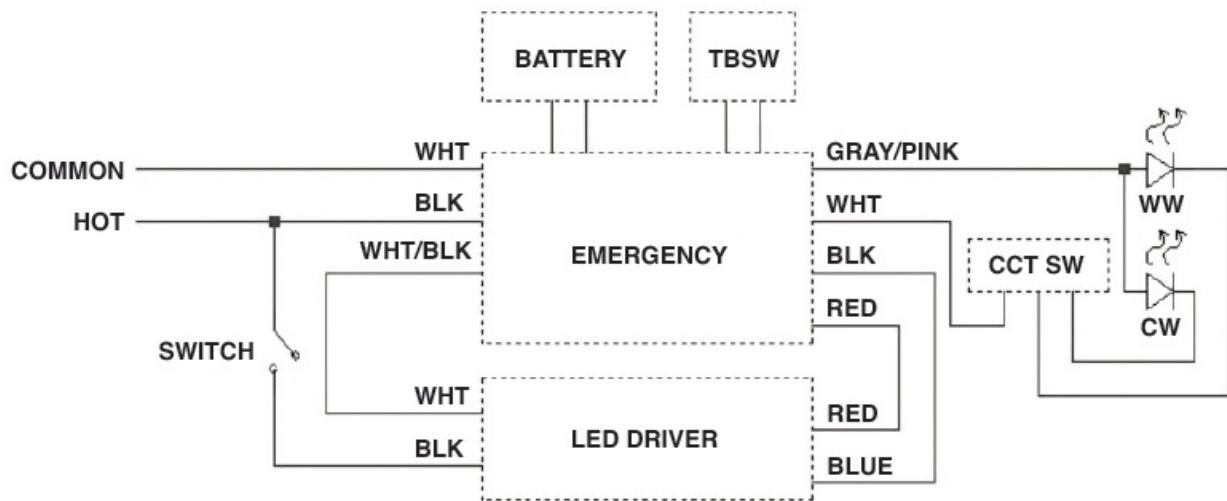 BATTERY
TBSW
COMMON
WHT
GRAY/PINK
HOT
BLK
WHT
WW
WHT/BLK
EMERGENCY
BLK
CCT SW
RED
CW
SWITCH
WHT
RED
LED DRIVER
BLK
BLUE